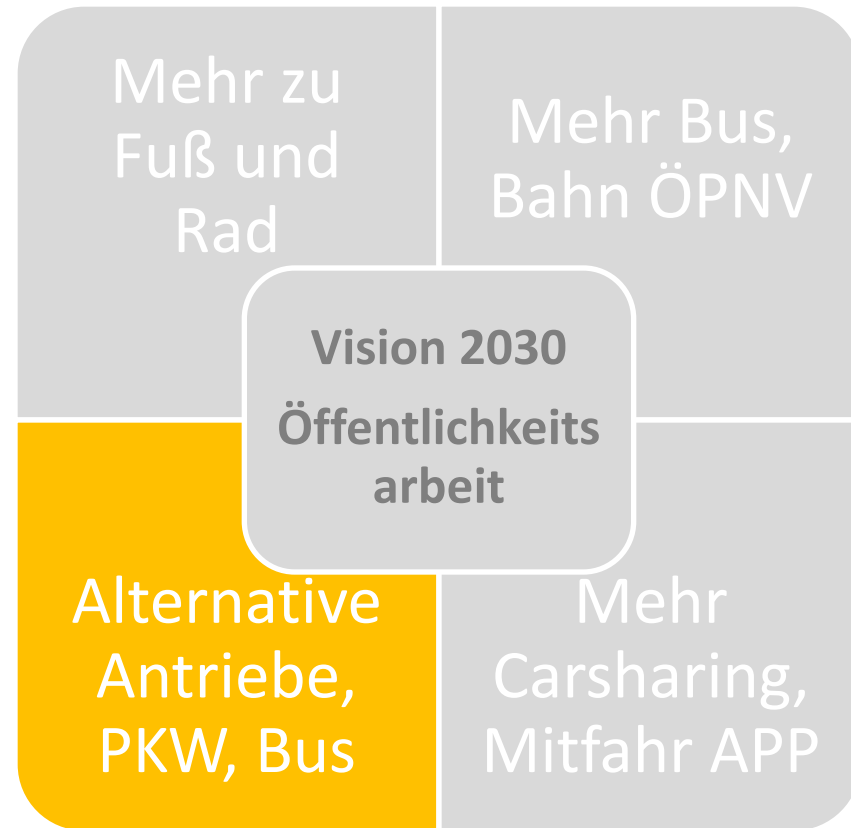 Mehr zu
Fuß und
Rad
Mehr Bus,
Bahn ÖPNV
Vision 2030
Öffentlichkeits
arbeit
Alternative
Antriebe,
PKW, Bus
Mehr
Carsharing,
Mitfahr APP